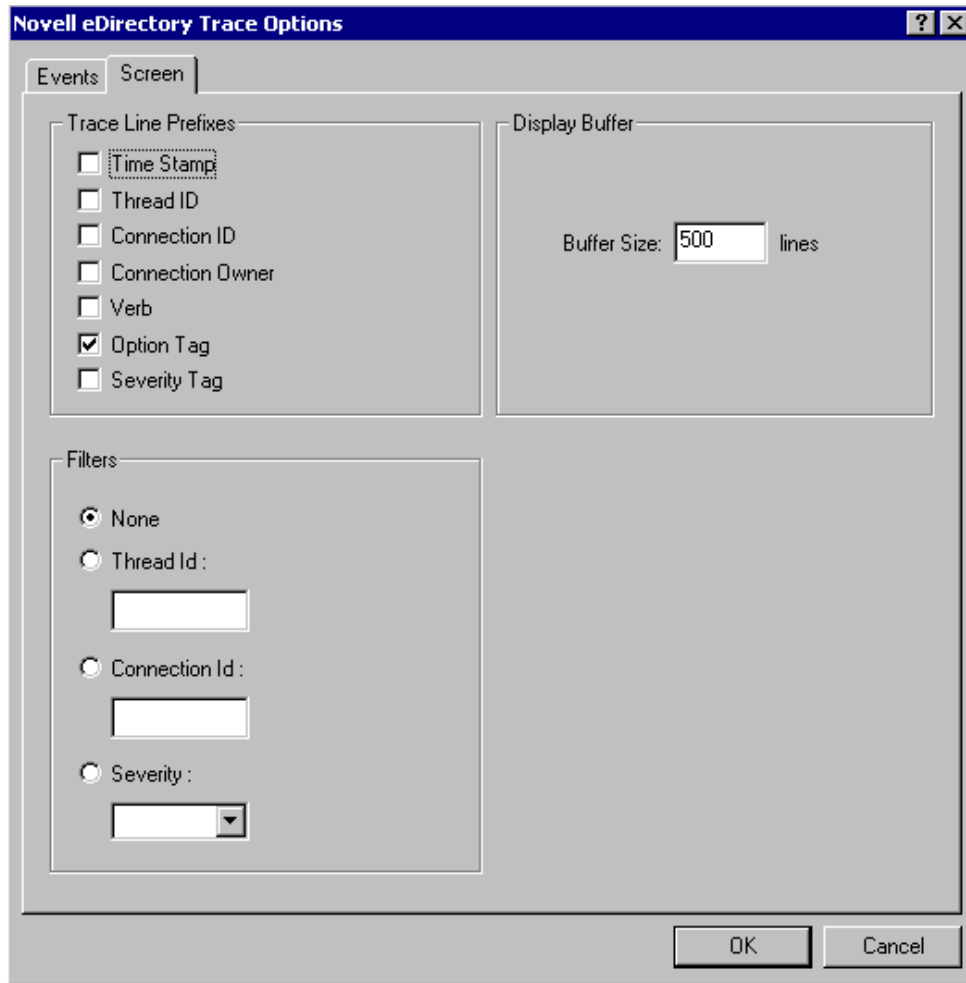 Novell eDirectory Trace Options
Events
Screen
Trace Line Prefixes
Time Stamp
Thread ID
Connection ID
Connection Owner
Verb
Option Tag
Severity Tag
Display Buffer
Buffer Size: 500 lines
Filters
None
Thread Id :
Connection Id :
Severity :
OK
Cancel